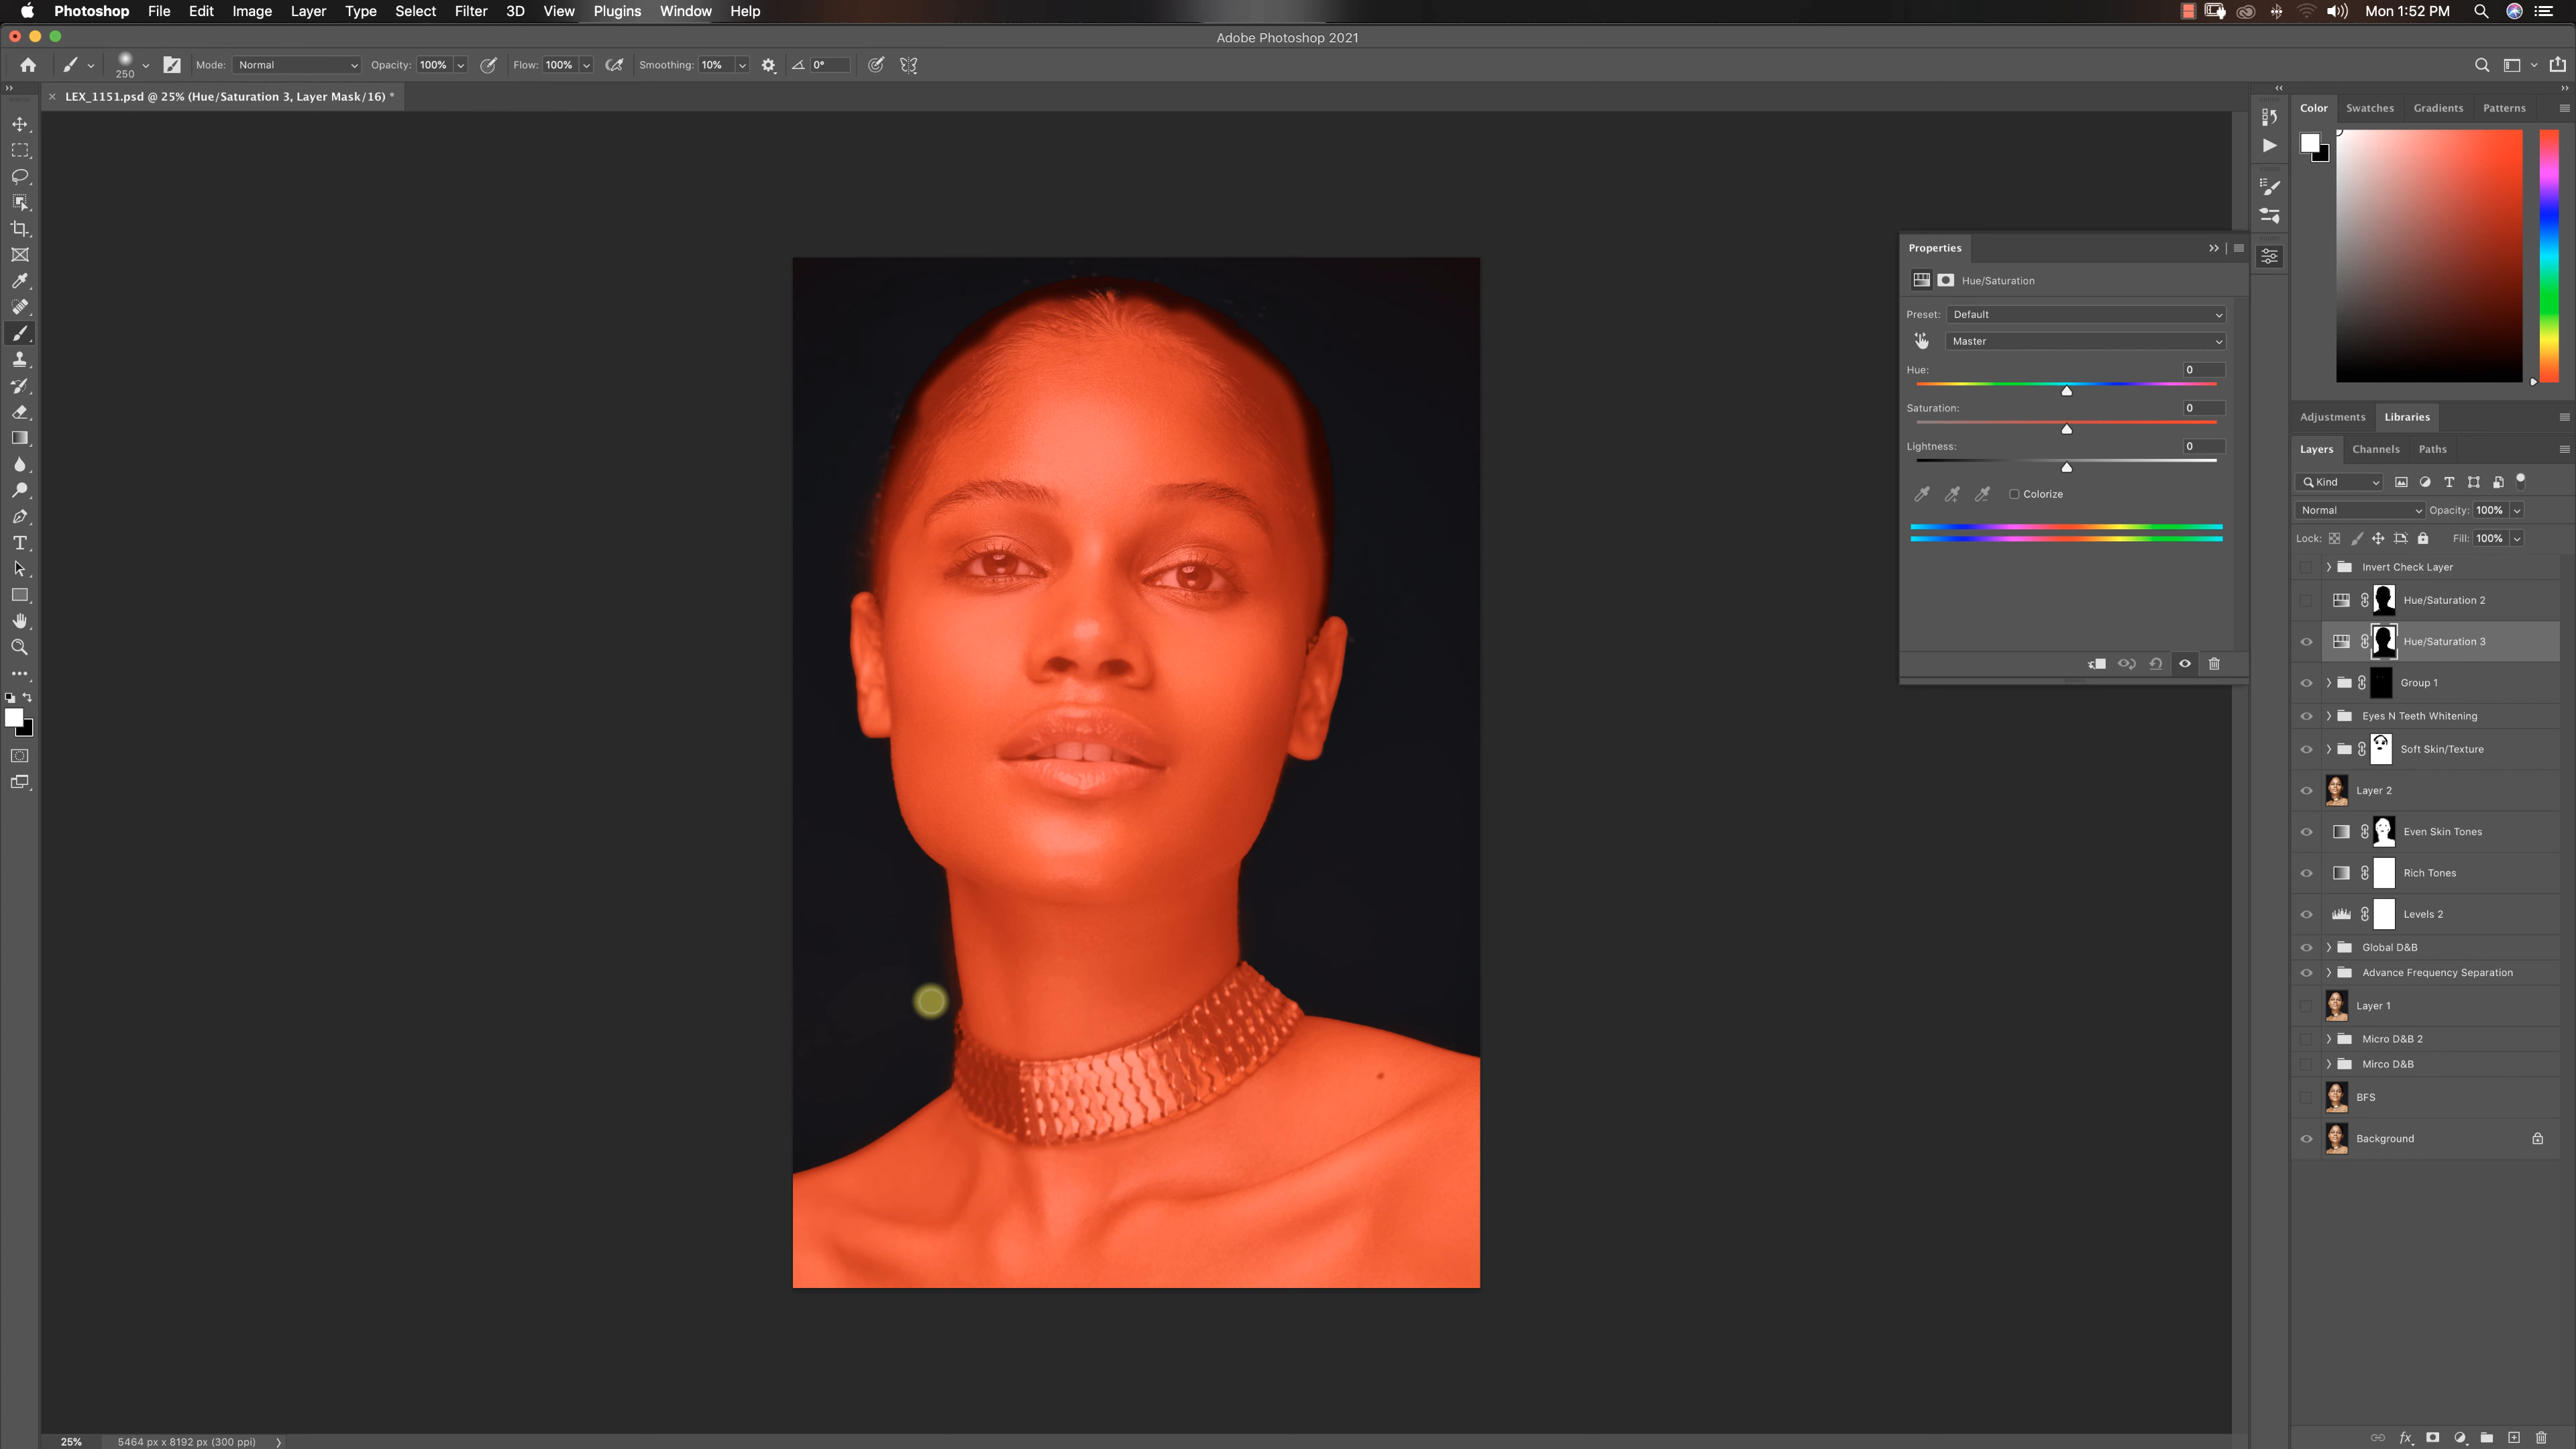 Photoshop File Edit Image Layer Type Select Filter 3D View Plugins Window Help Mon 1:52 PM
Adobe Photoshop 2021
250 Mode: Normal Opacity: 100% Flow: 100% Smoothing: 10% 0°
LEX_1151.psd @ 25% (Hue/Saturation 3, Layer Mask/16) *
Color Swatches Gradients Patterns
Properties
Hue/Saturation
Preset: Default
Master
Hue: 0
Saturation: 0
Lightness: 0
Colorize
Adjustments Libraries
Layers Channels Paths
Kind
Normal Opacity: 100%
Lock: Fill: 100%
Invert Check Layer
Hue/Saturation 2
Hue/Saturation 3
Group 1
Eyes N Teeth Whitening
Soft Skin/Texture
Layer 2
Even Skin Tones
Rich Tones
Levels 2
Global D&B
Advance Frequency Separation
Layer 1
Micro D&B 2
Mirco D&B
BFS
Background
fx
25% 5464 px x 8192 px (300 ppi)